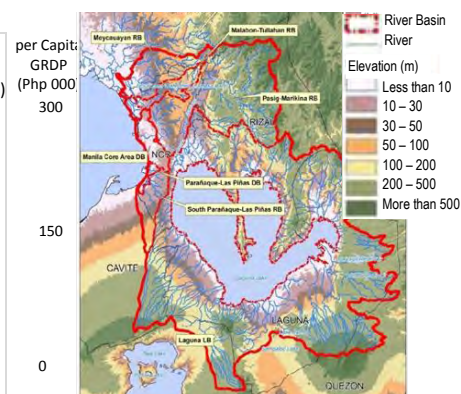 per Capita
GRDP
(Php 000)
)
300
150
0
Meycauayan RB
Malabon-Tullahan RB
Pasig-Marikina RB
RIZAL
NCR
Manila Core Area DB
Parañaque-Las Piñas DB
South Parañaque-Las Piñas RB
CAVITE
Laguna Lake
LAGUNA
Laguna LB
QUEZON
River Basin
River
Elevation (m)
Less than 10
10 – 30
30 – 50
50 – 100
100 – 200
200 – 500
More than 500